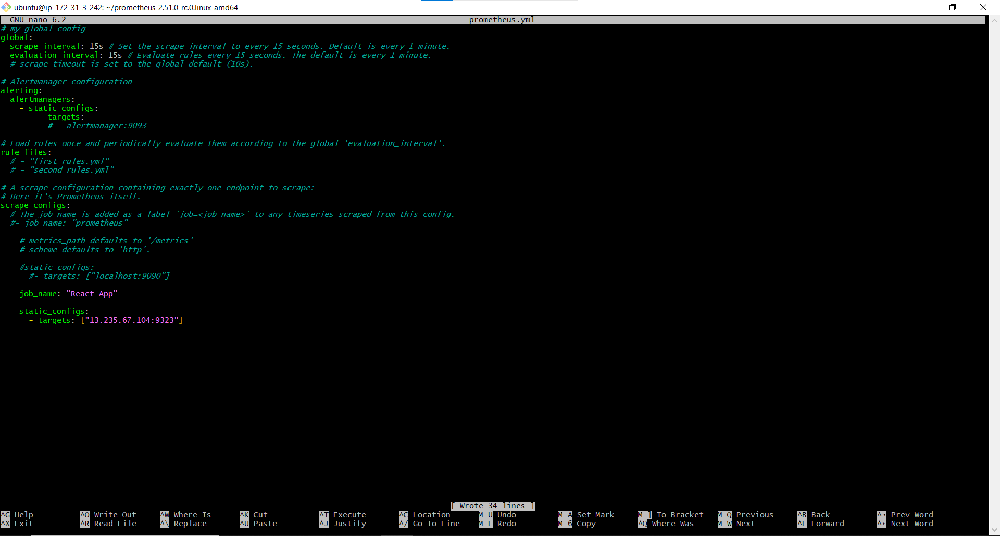 ubuntu@ip-172-31-3-242: ~/prometheus-2.51.0-rc.0.linux-amd64
GNU nano 6.2 prometheus.yml
# my global config
global:
  scrape_interval: 15s # Set the scrape interval to every 15 seconds. Default is every 1 minute.
  evaluation_interval: 15s # Evaluate rules every 15 seconds. The default is every 1 minute.
  # scrape_timeout is set to the global default (10s).

# Alertmanager configuration
alerting:
  alertmanagers:
    - static_configs:
        - targets:
          # - alertmanager:9093

# Load rules once and periodically evaluate them according to the global 'evaluation_interval'.
rule_files:
  # - "first_rules.yml"
  # - "second_rules.yml"

# A scrape configuration containing exactly one endpoint to scrape:
# Here it's Prometheus itself.
scrape_configs:
  # The job name is added as a label `job=<job_name>` to any timeseries scraped from this config.
  #- job_name: "prometheus"

    # metrics_path defaults to '/metrics'
    # scheme defaults to 'http'.

    #static_configs:
      #- targets: ["localhost:9090"]

  - job_name: "React-App"

    static_configs:
      - targets: ["13.235.67.104:9323"]

[ Wrote 34 lines ]
^G Help ^O Write Out ^W Where Is ^K Cut ^T Execute ^C Location M-U Undo M-A Set Mark M-] To Bracket M-Q Previous ^B Back ^◂ Prev Word
^X Exit ^R Read File ^\ Replace ^U Paste ^J Justify ^/ Go To Line M-E Redo M-6 Copy ^Q Where Was M-W Next ^F Forward ^▸ Next Word